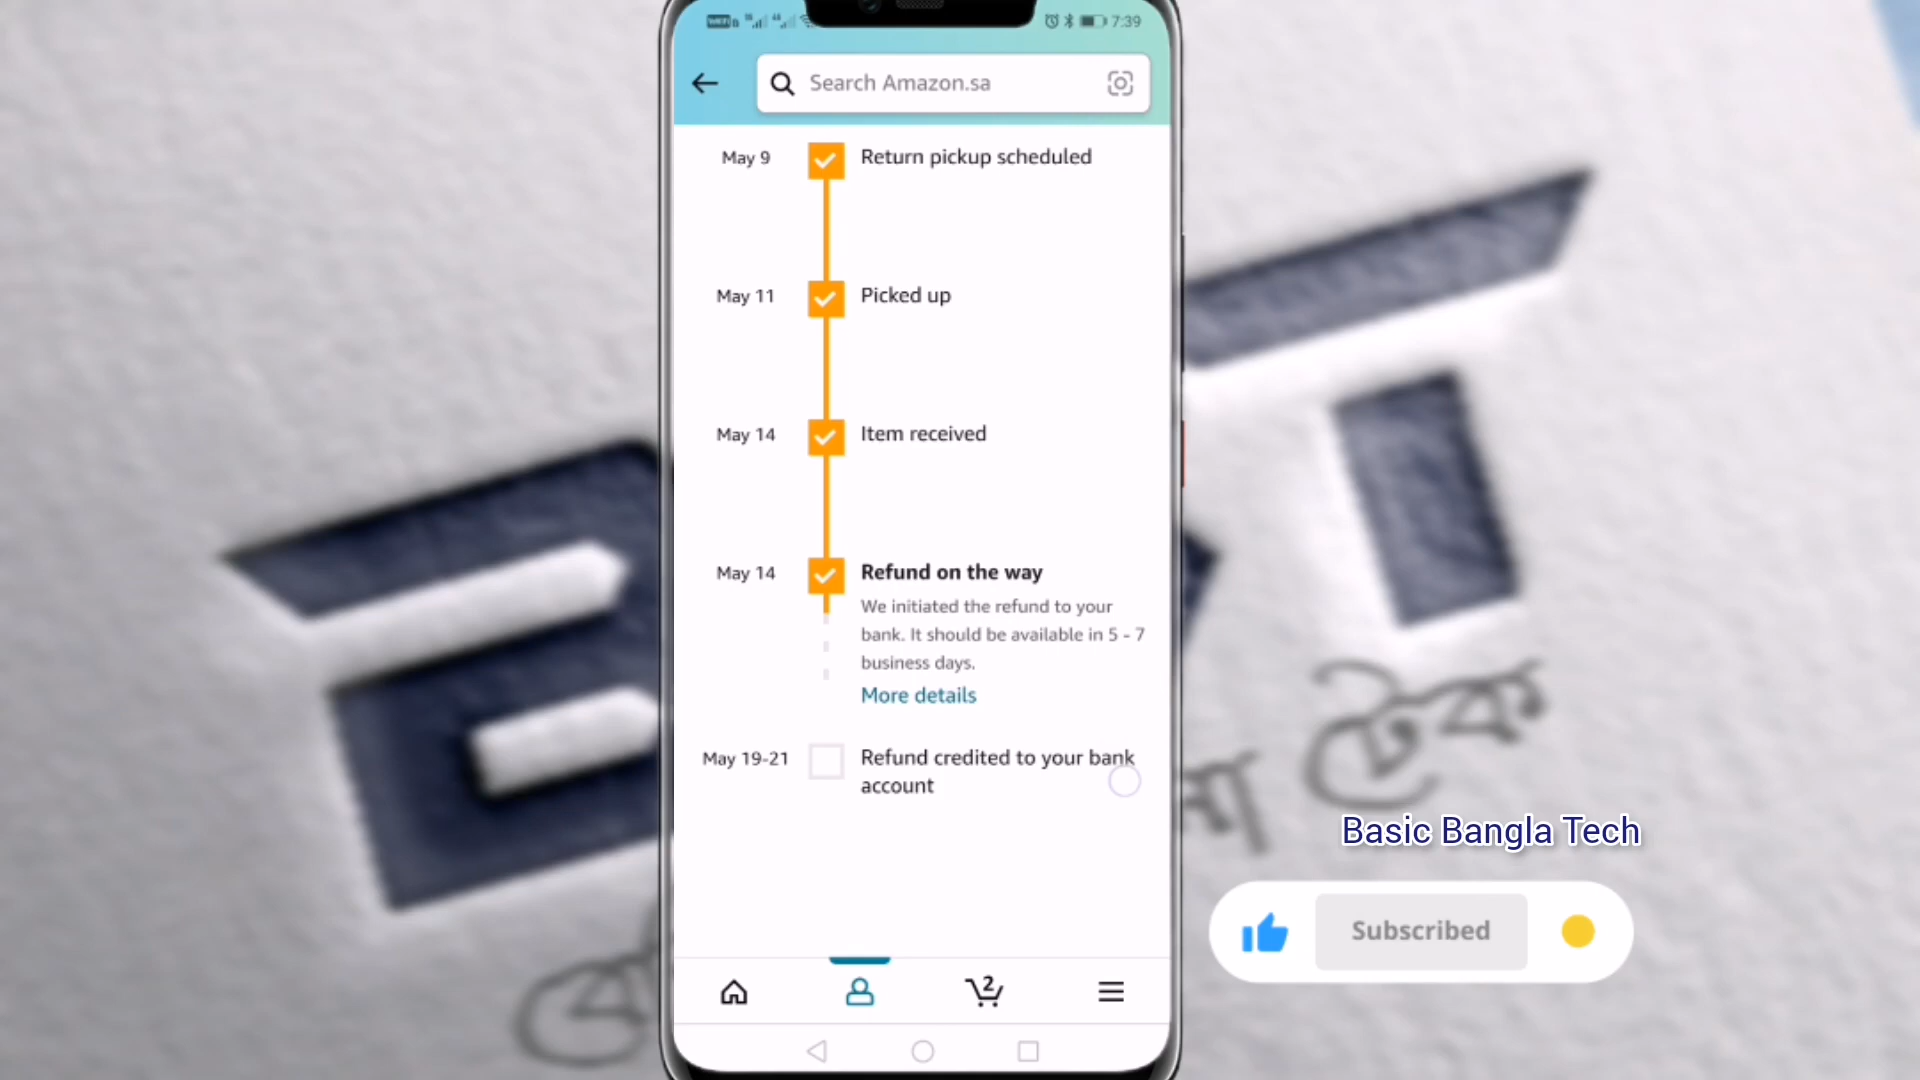 7:39
Search Amazon.sa
May 9 Return pickup scheduled
May 11 Picked up
May 14 Item received
May 14 Refund on the way
We initiated the refund to your
bank. It should be available in 5 - 7
business days.
More details
May 19-21 Refund credited to your bank
account
2
Basic Bangla Tech
Subscribed
টেক